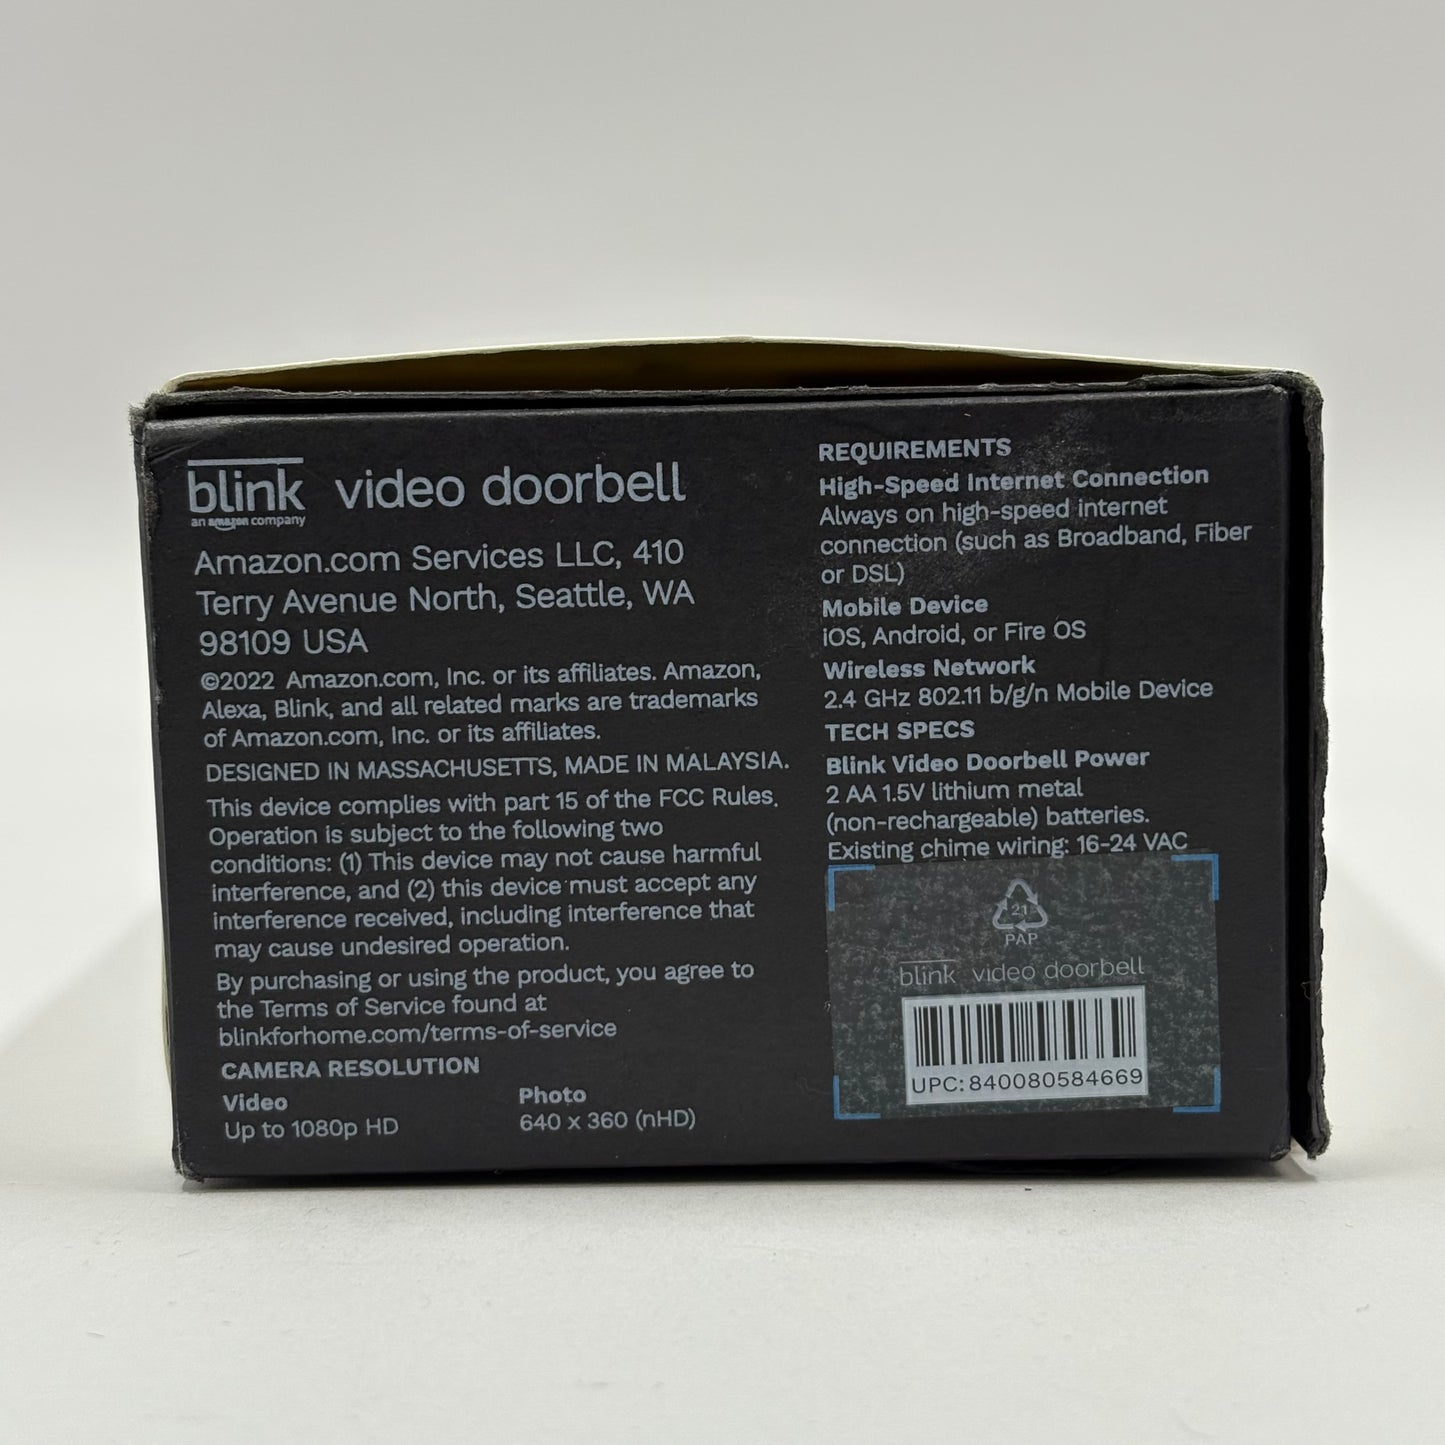 blink video doorbell
an amazon company
Amazon.com Services LLC, 410
Terry Avenue North, Seattle, WA
98109 USA
©2022 Amazon.com, Inc. or its affiliates. Amazon,
Alexa, Blink, and all related marks are trademarks
of Amazon.com, Inc. or its affiliates.
DESIGNED IN MASSACHUSETTS, MADE IN MALAYSIA.
This device complies with part 15 of the FCC Rules.
Operation is subject to the following two
conditions: (1) This device may not cause harmful
interference, and (2) this device must accept any
interference received, including interference that
may cause undesired operation.
By purchasing or using the product, you agree to
the Terms of Service found at
blinkforhome.com/terms-of-service
CAMERA RESOLUTION
Video
Up to 1080p HD
Photo
640 x 360 (nHD)
REQUIREMENTS
High-Speed Internet Connection
Always on high-speed internet
connection (such as Broadband, Fiber
or DSL)
Mobile Device
iOS, Android, or Fire OS
Wireless Network
2.4 GHz 802.11 b/g/n Mobile Device
TECH SPECS
Blink Video Doorbell Power
2 AA 1.5V lithium metal
(non-rechargeable) batteries.
Existing chime wiring: 16-24 VAC
21
PAP
blink video doorbell
UPC: 840080584669